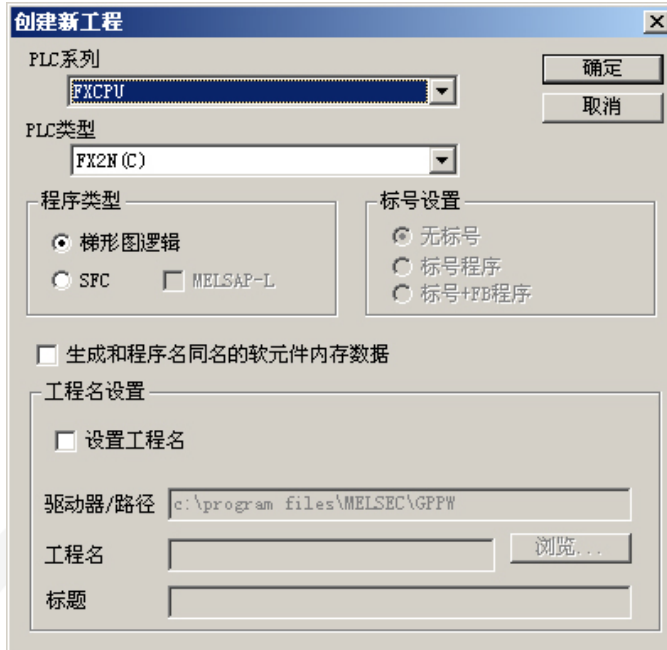 创建新工程
PLC系列
FXCPU
确定
取消
PLC类型
FX2N(C)
程序类型
梯形图逻辑
SFC
MELSAP-L
标号设置
无标号
标号程序
标号+FB程序
生成和程序名同名的软元件内存数据
工程名设置
设置工程名
驱动器/路径
c:\program files\MELSEC\GPPW
工程名
浏览...
标题